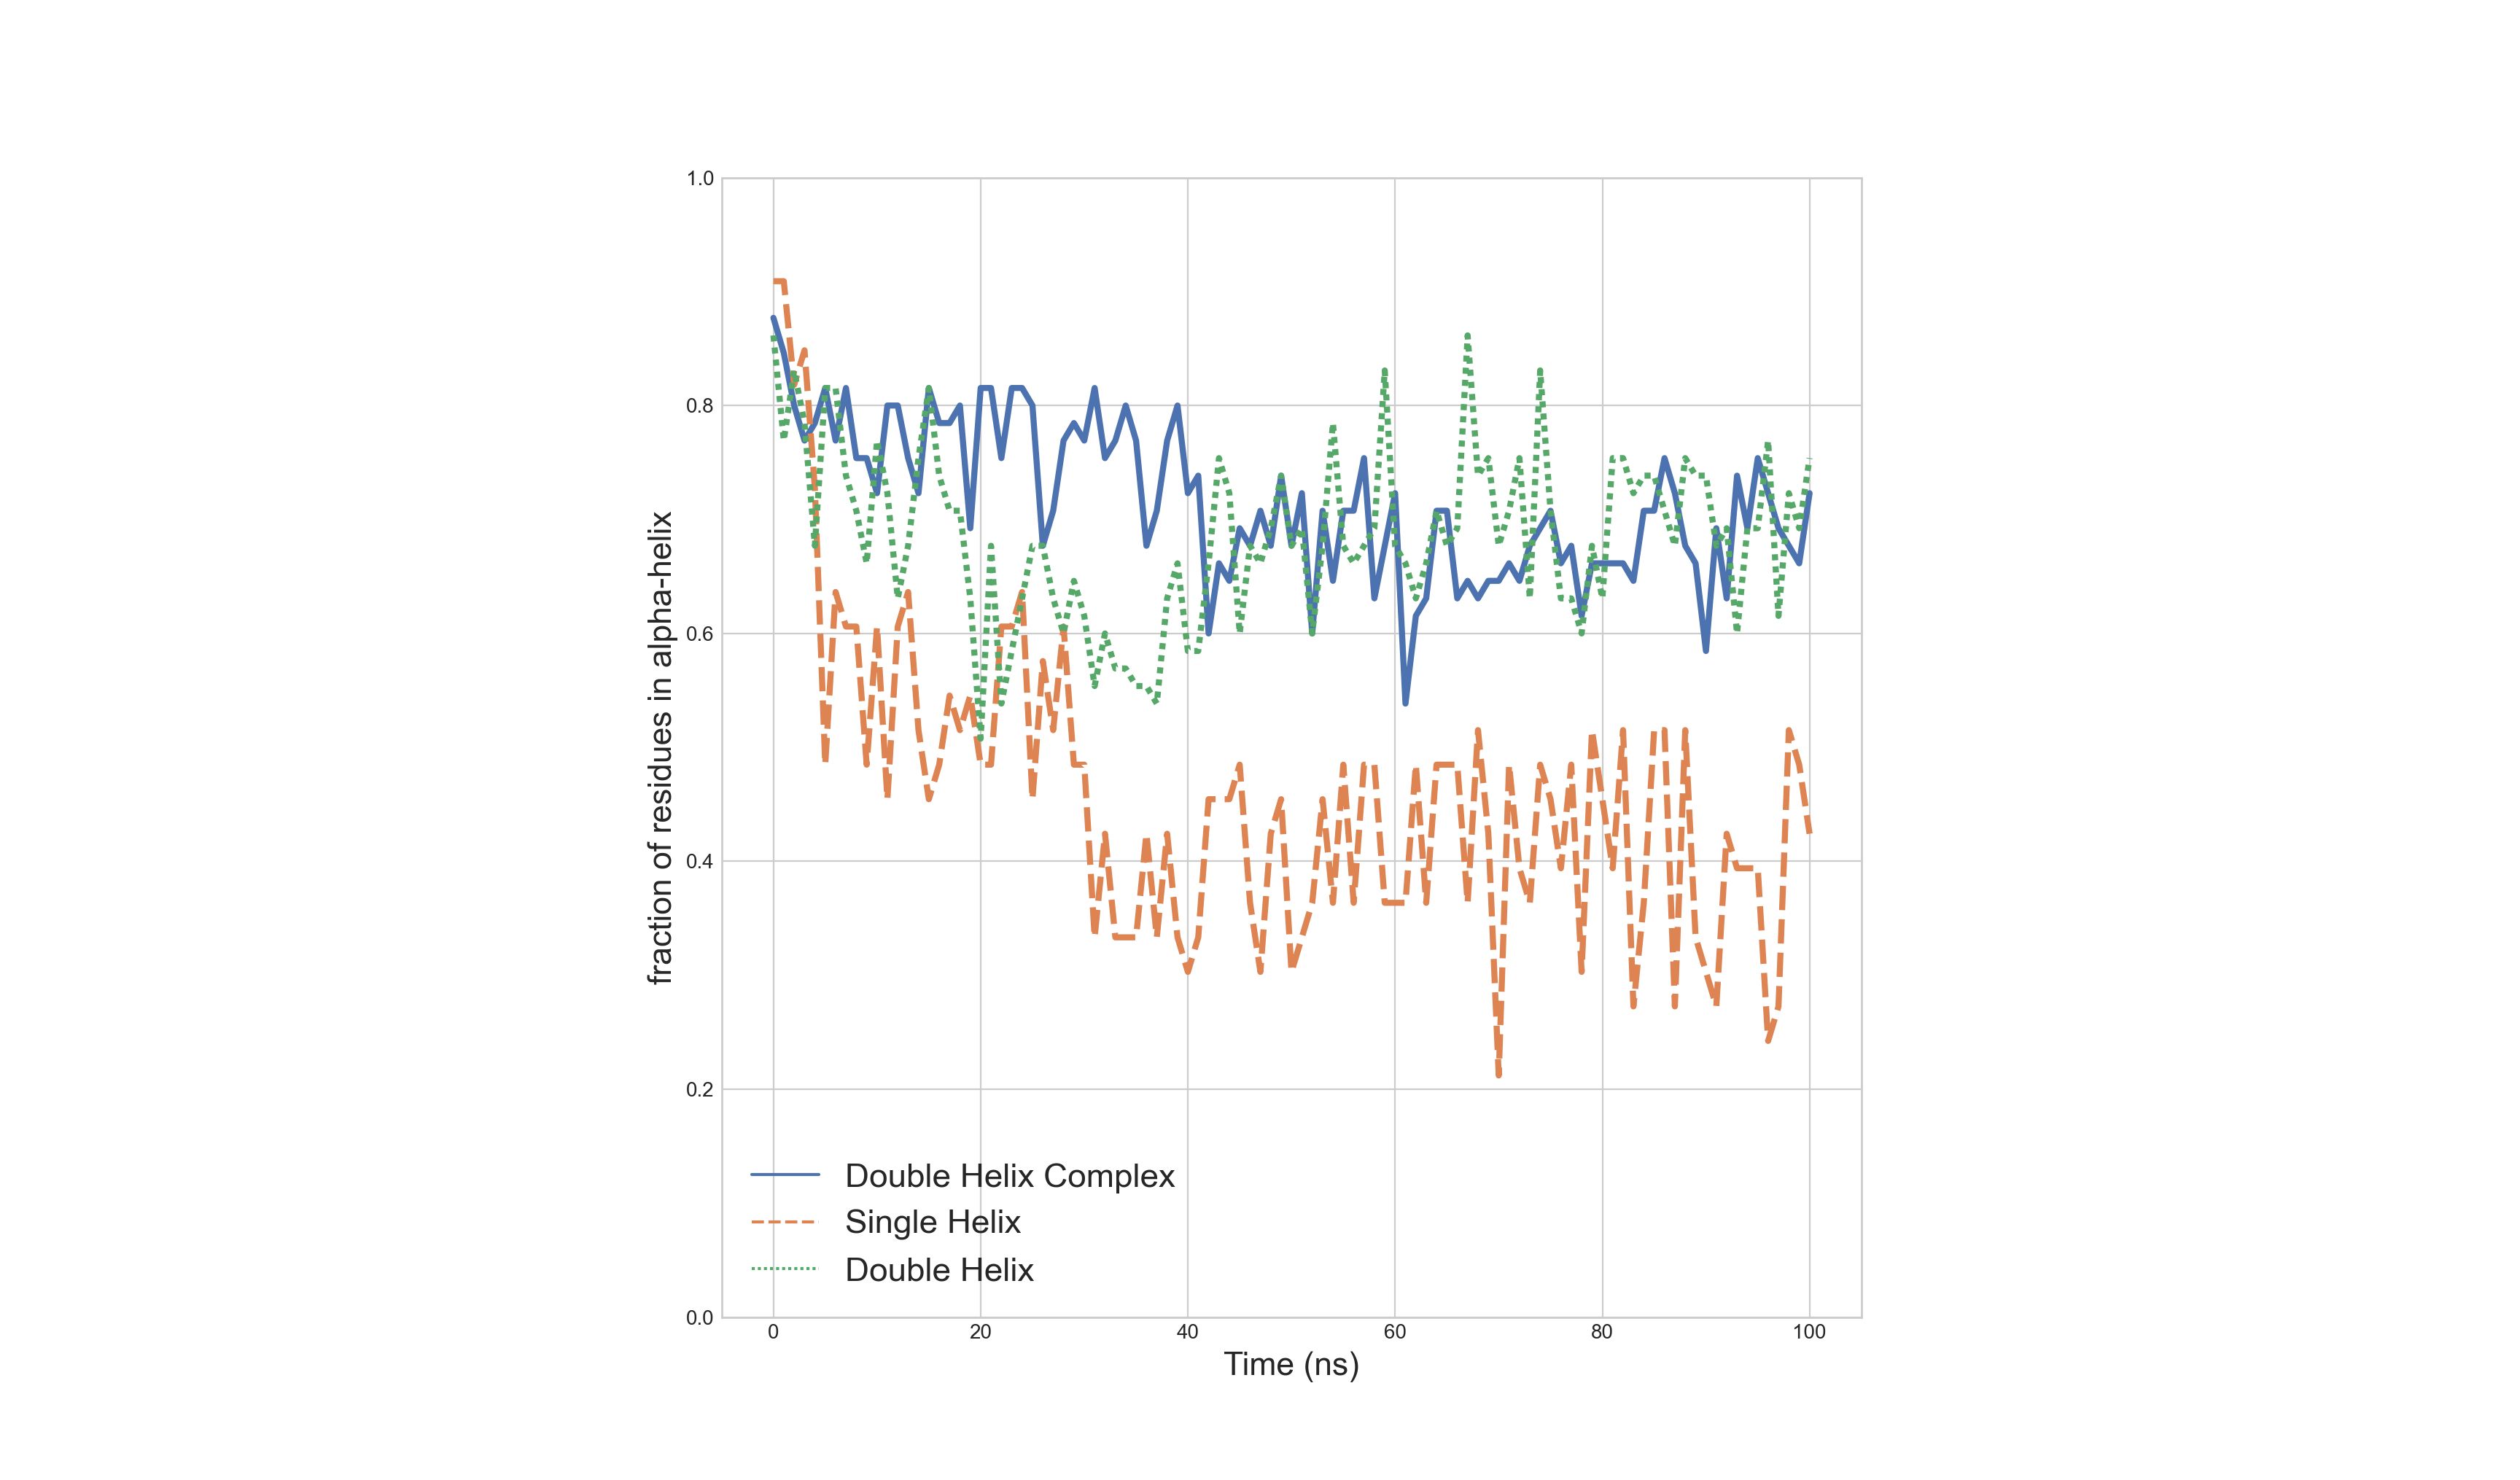 fraction of residues in alpha-helix
1.0
0.8
0.6
0.4
0.2
0.0
Double Helix Complex
Single Helix
Double Helix
0 20 40 60 80 100
Time (ns)